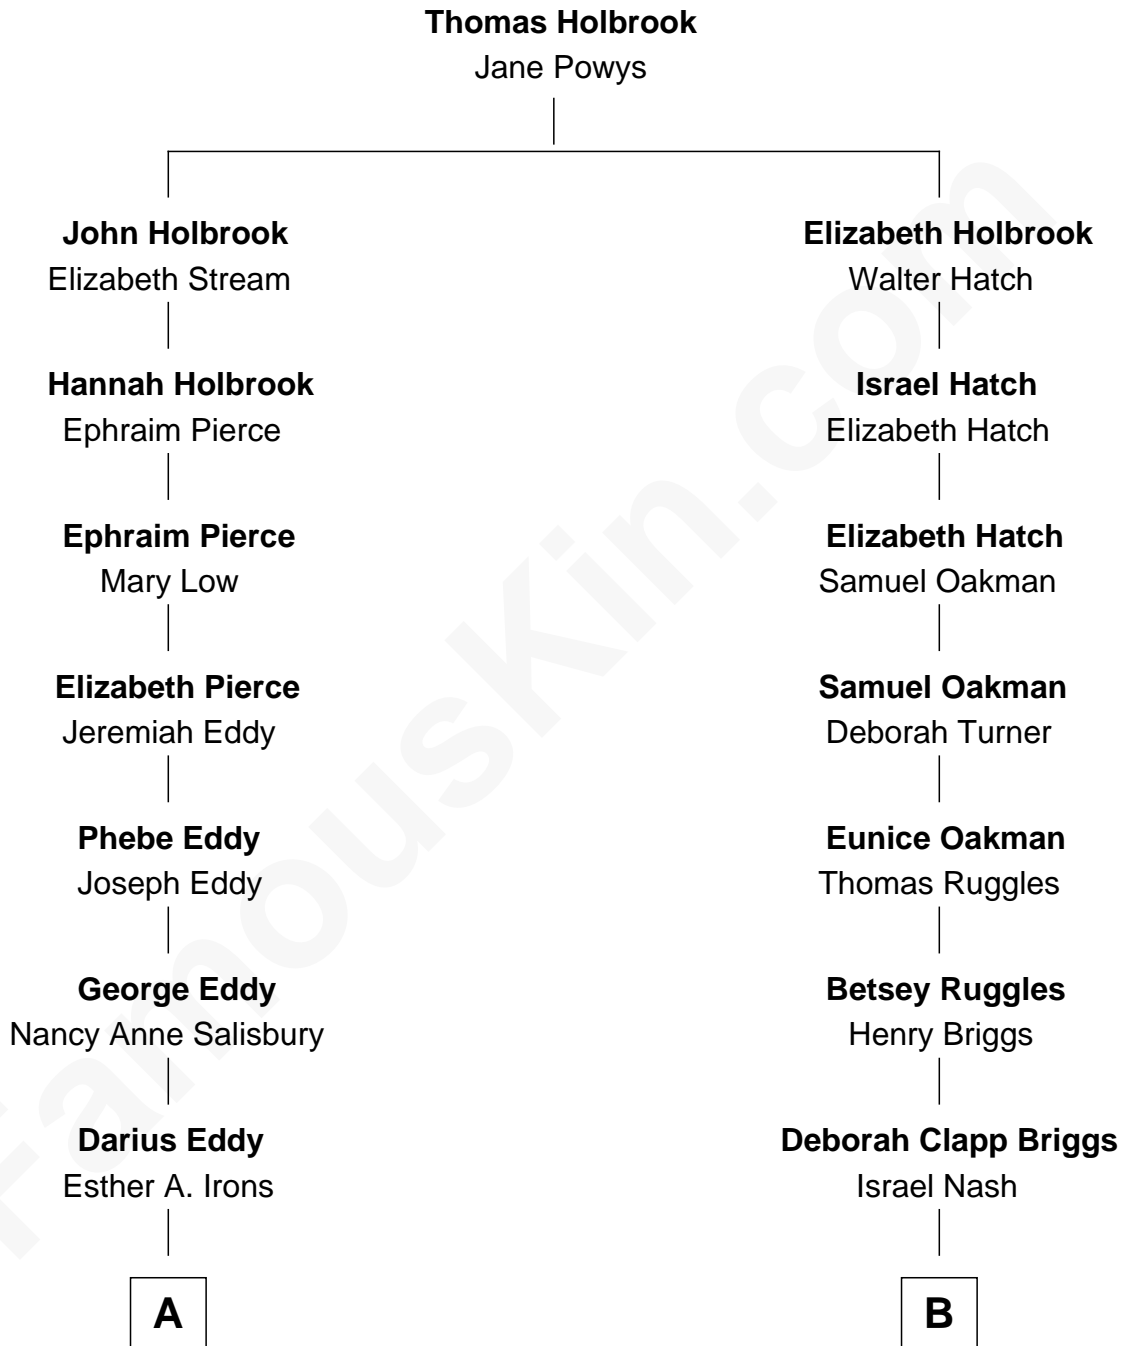 Thomas Holbrook
Jane Powys
John Holbrook
Elizabeth Stream
Hannah Holbrook
Ephraim Pierce
Ephraim Pierce
Mary Low
Elizabeth Pierce
Jeremiah Eddy
Phebe Eddy
Joseph Eddy
George Eddy
Nancy Anne Salisbury
Darius Eddy
Esther A. Irons
A
Elizabeth Holbrook
Walter Hatch
Israel Hatch
Elizabeth Hatch
Elizabeth Hatch
Samuel Oakman
Samuel Oakman
Deborah Turner
Eunice Oakman
Thomas Ruggles
Betsey Ruggles
Henry Briggs
Deborah Clapp Briggs
Israel Nash
B
FamousKin.com